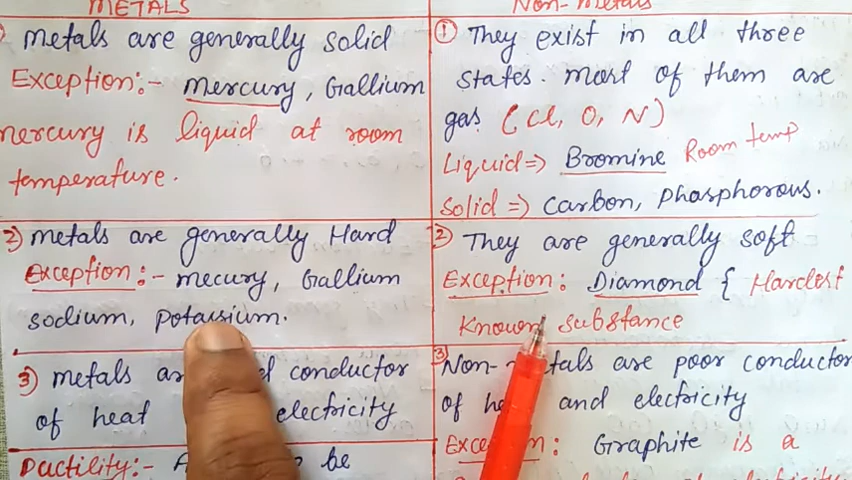 METALS
Metals are generally solid
Exception:- mercury, Gallium
mercury is liquid at room
temperature.
2) Metals are generally Hard
Exception:- mecury, Gallium
sodium, potassium.
3) Metals conductor
of heat electricity
Ductility:- be
Non-Metals
① They exist in all three
states. most of them are
gas (Cl, O, N)
Liquid=> Bromine Room temp
Solid => Carbon, Phosphorous.
② They are generally soft
Exception: Diamond { Hardest
Known substance
③ Non- are poor conductor
of and electricity
Graphite is a